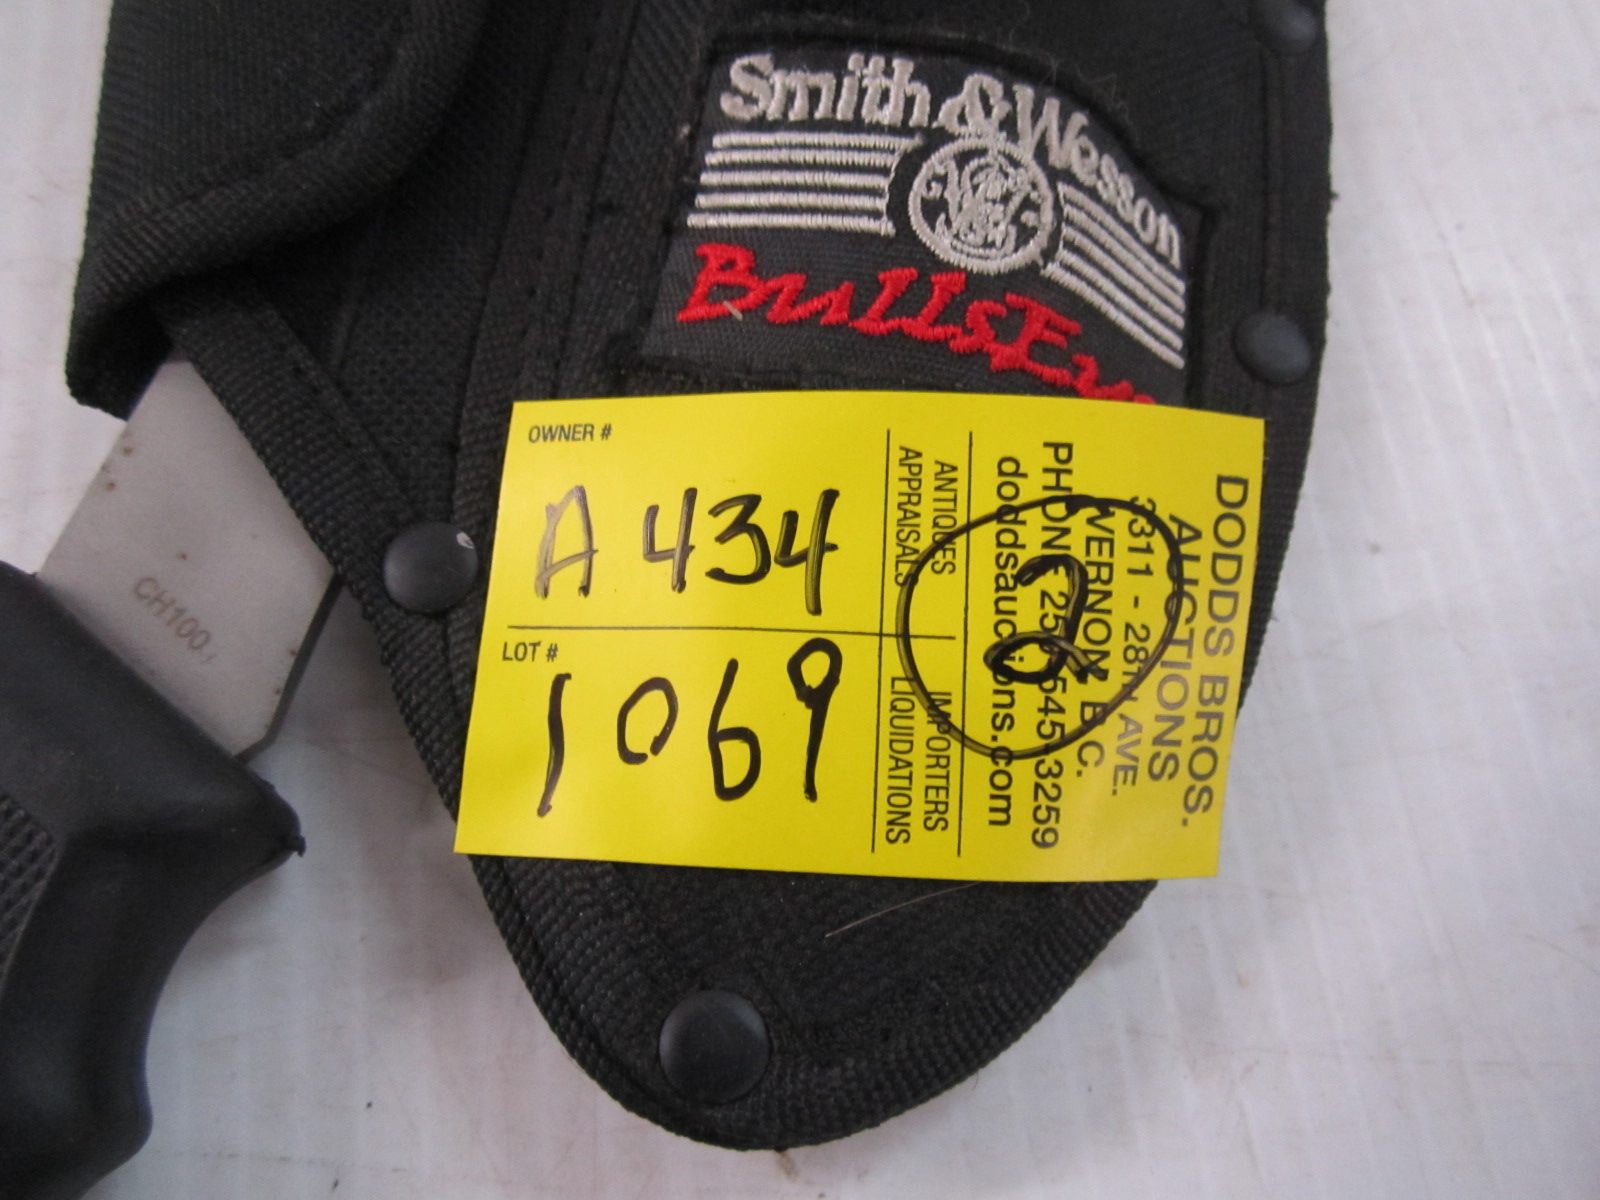 Smith & Wesson
BullsEye
CH100
OWNER #
A 434
LOT #
1069
ANTIQUES IMPORTERS
APPRAISALS LIQUIDATIONS
DODDS BROS.
AUCTIONS
3311 - 28TH AVE.
VERNON B.C.
PHONE 250-545-3259
doddsauctions.com
2